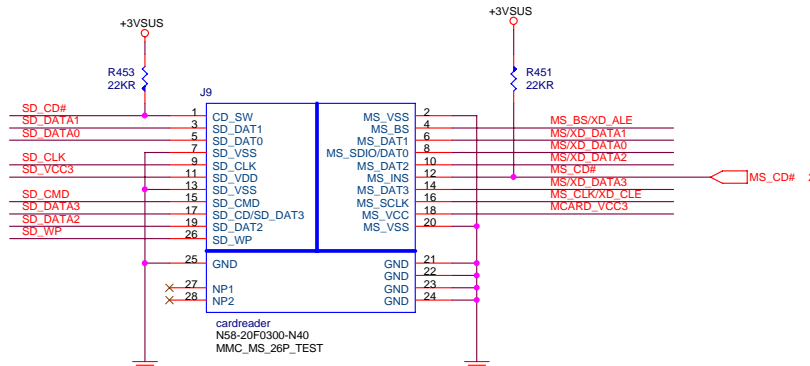 +3VSUS +3VSUS
R453 R451
22KR 22KR
J9
SD_CD# 1 CD_SW MS_VSS 2
SD_DATA1 3 SD_DAT1 MS_BS 4 MS_BS/XD_ALE
SD_DATA0 5 SD_DAT0 MS_DAT1 6 MS/XD_DATA1
7 SD_VSS MS_SDIO/DAT0 8 MS/XD_DATA0
SD_CLK 9 SD_CLK MS_DAT2 10 MS/XD_DATA2
SD_VCC3 11 SD_VDD MS_INS 12 MS_CD# MS_CD# 2
13 SD_VSS MS_DAT3 14 MS/XD_DATA3
SD_CMD 15 SD_CMD MS_SCLK 16 MS_CLK/XD_CLE
SD_DATA3 17 SD_CD/SD_DAT3 MS_VCC 18 MCARD_VCC3
SD_DATA2 19 SD_DAT2 MS_VSS 20
SD_WP 26 SD_WP
25 GND GND 21
GND 22
27 NP1 GND 23
28 NP2 GND 24
cardreader
N58-20F0300-N40
MMC_MS_26P_TEST